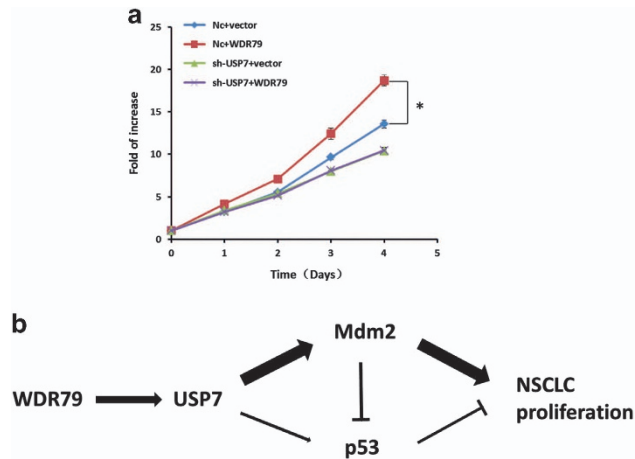 a
Nc+vector
Nc+WDR79
sh-USP7+vector
sh-USP7+WDR79
Fold of increase
25
20
15
10
5
0
*
0 1 2 3 4 5
Time（Days）
b
Mdm2
WDR79 USP7 NSCLC
proliferation
p53